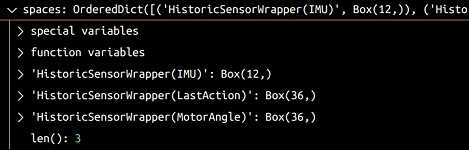 spaces: OrderedDict([('HistoricSensorWrapper(IMU)', Box(12,)), ('Histo
special variables
function variables
'HistoricSensorWrapper(IMU)': Box(12,)
'HistoricSensorWrapper(LastAction)': Box(36,)
'HistoricSensorWrapper(MotorAngle)': Box(36,)
len(): 3